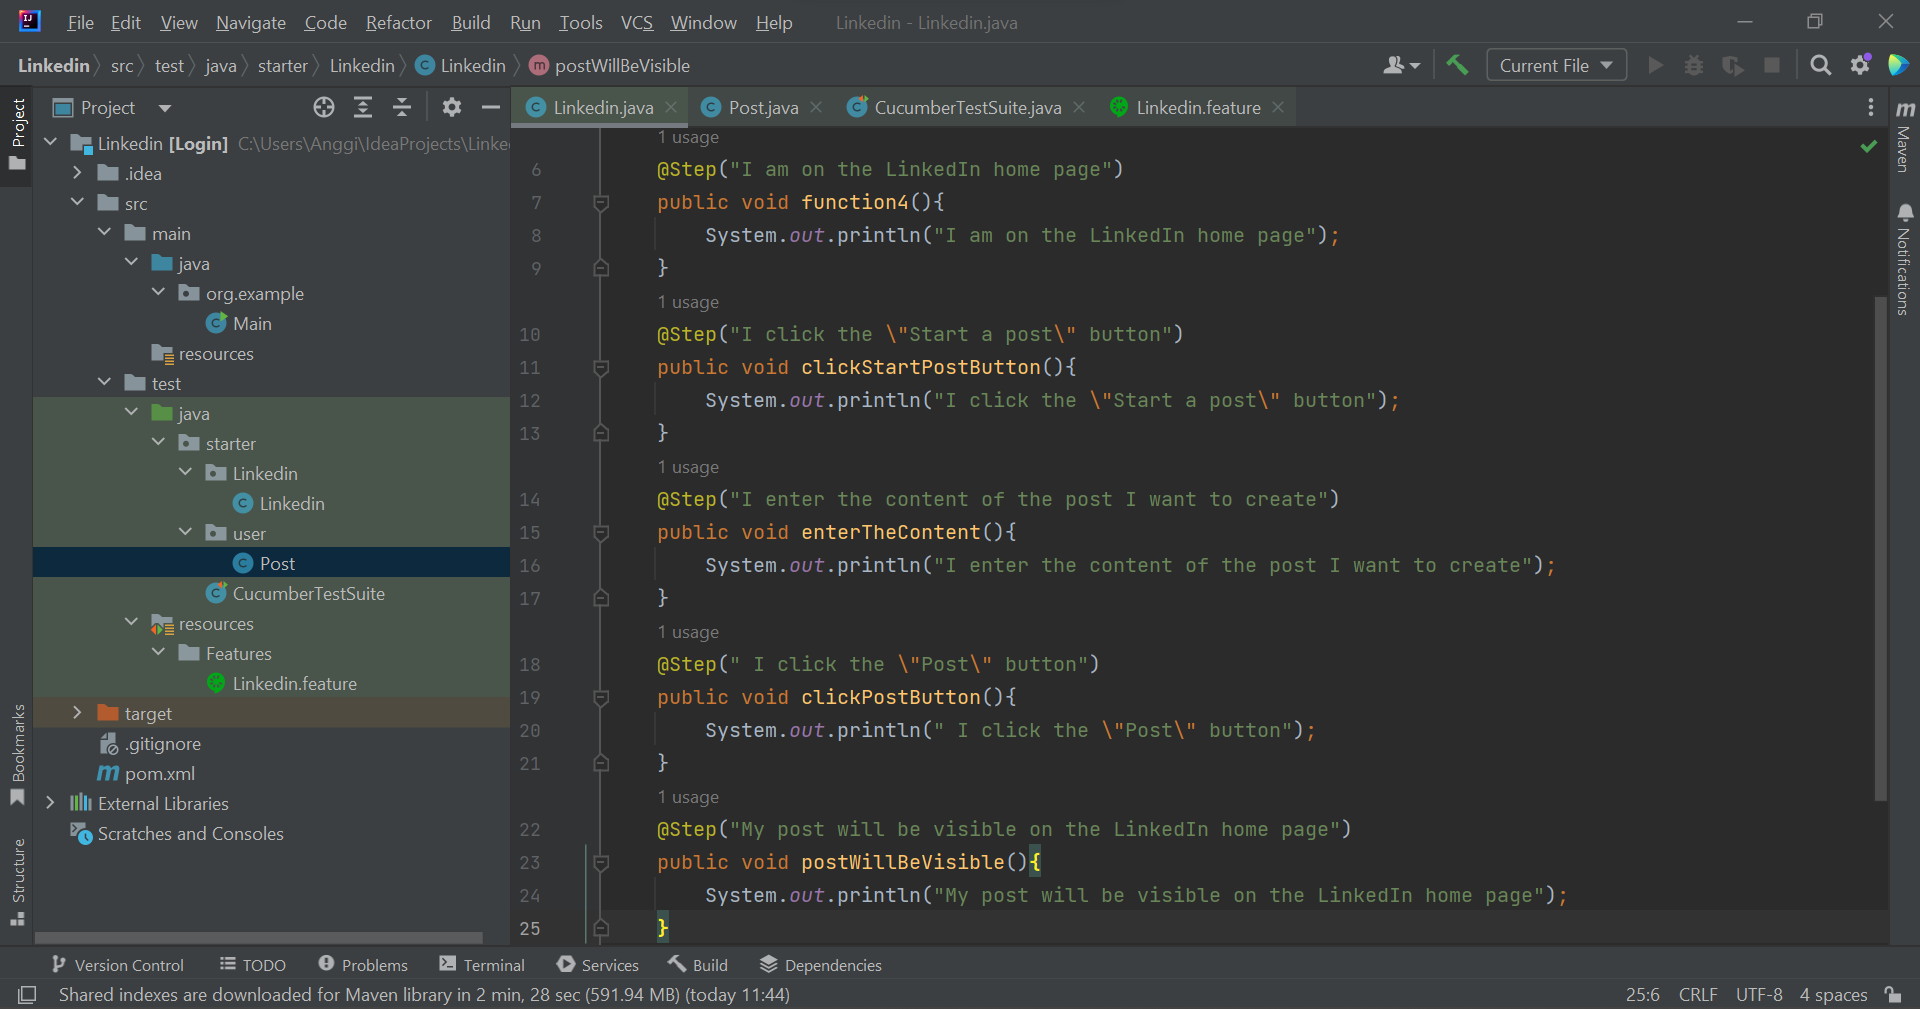 File Edit View Navigate Code Refactor Build Run Tools VCS Window Help Linkedin - Linkedin.java
Linkedin src test java starter Linkedin Linkedin postWillBeVisible Current File
Project
Linkedin.java Post.java CucumberTestSuite.java Linkedin.feature
Project
Linkedin [Login] C:\Users\Anggi\IdeaProjects\Linke
.idea
src
main
java
org.example
Main
resources
test
java
starter
Linkedin
Linkedin
user
Post
CucumberTestSuite
resources
Features
Linkedin.feature
target
.gitignore
pom.xml
External Libraries
Scratches and Consoles
Bookmarks
Structure
1 usage
6 @Step("I am on the LinkedIn home page")
7 public void function4(){
8 System.out.println("I am on the LinkedIn home page");
9 }
1 usage
10 @Step("I click the \"Start a post\" button")
11 public void clickStartPostButton(){
12 System.out.println("I click the \"Start a post\" button");
13 }
1 usage
14 @Step("I enter the content of the post I want to create")
15 public void enterTheContent(){
16 System.out.println("I enter the content of the post I want to create");
17 }
1 usage
18 @Step(" I click the \"Post\" button")
19 public void clickPostButton(){
20 System.out.println(" I click the \"Post\" button");
21 }
1 usage
22 @Step("My post will be visible on the LinkedIn home page")
23 public void postWillBeVisible(){
24 System.out.println("My post will be visible on the LinkedIn home page");
25 }
Maven
Notifications
Version Control TODO Problems Terminal Services Build Dependencies
Shared indexes are downloaded for Maven library in 2 min, 28 sec (591.94 MB) (today 11:44) 25:6 CRLF UTF-8 4 spaces